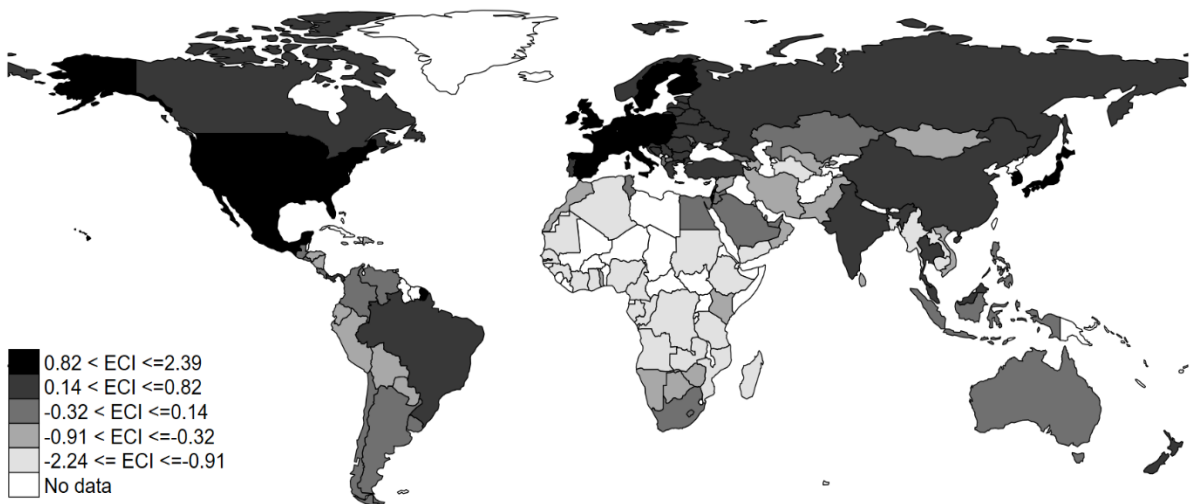 0.82 < ECI <=2.39
0.14 < ECI <=0.82
-0.32 < ECI <=0.14
-0.91 < ECI <=-0.32
-2.24 <= ECI <=-0.91
No data